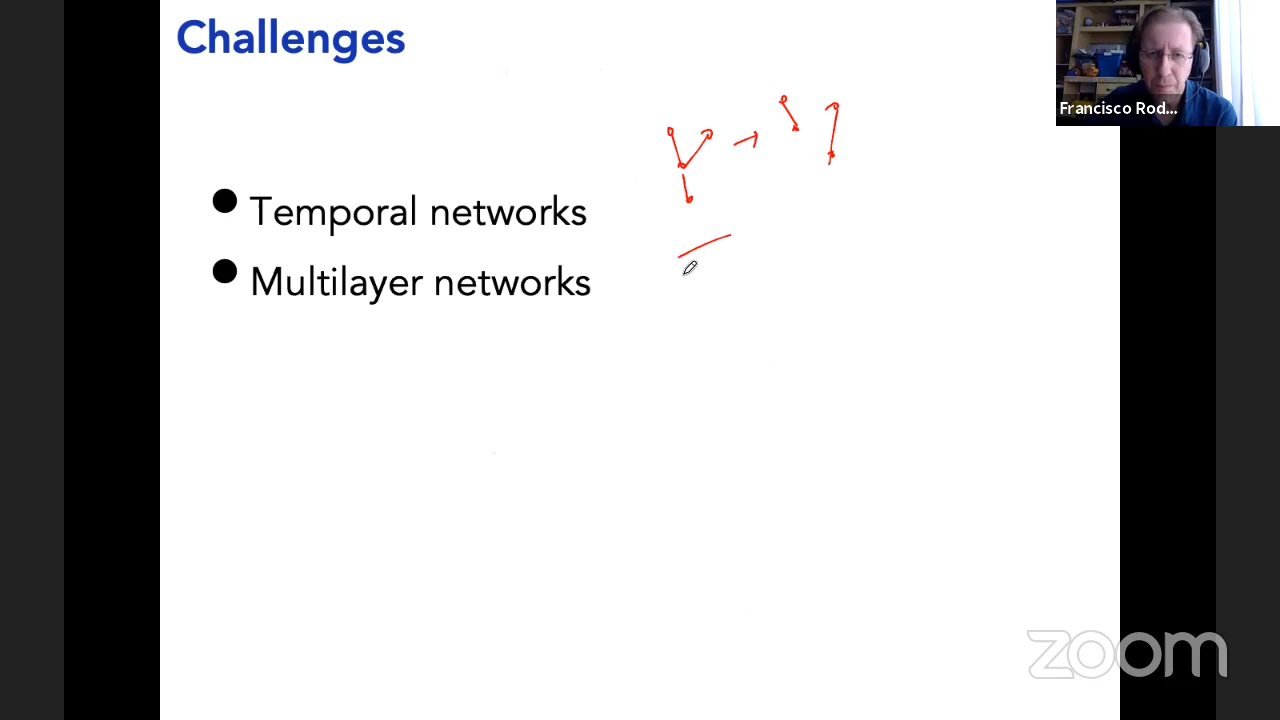 Challenges
Francisco Rod...
Temporal networks
Multilayer networks
zoom